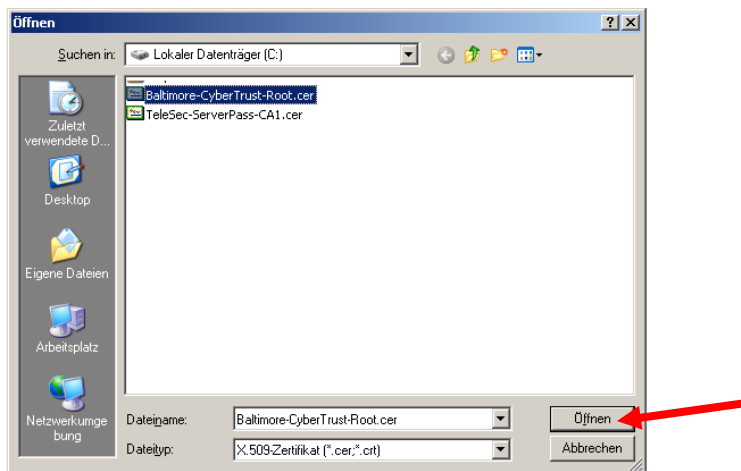 Öffnen
Suchen in: Lokaler Datenträger (C:)
Baltimore-CyberTrust-Root.cer
TeleSec-ServerPass-CA1.cer
Zuletzt
verwendete D...
Desktop
Eigene Dateien
Arbeitsplatz
Netzwerkumge
bung
Dateiname: Baltimore-CyberTrust-Root.cer Öffnen
Dateityp: X.509-Zertifikat (*.cer;*.crt) Abbrechen